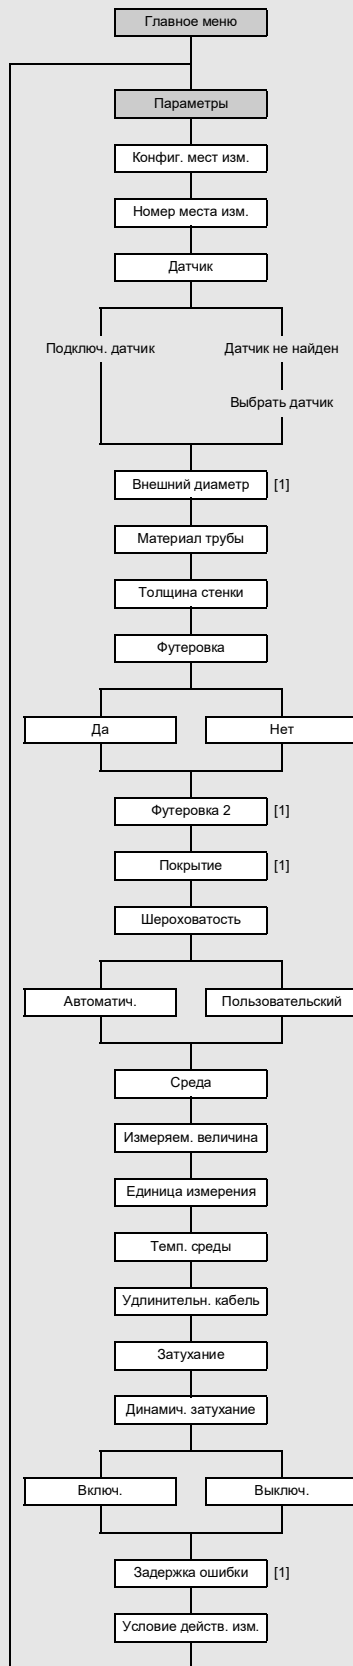 Главное меню
Параметры
Конфиг. мест изм.
Номер места изм.
Датчик
Подключ. датчик
Датчик не найден
Выбрать датчик
Внешний диаметр [1]
Материал трубы
Толщина стенки
Футеровка
Да
Нет
Футеровка 2 [1]
Покрытие [1]
Шероховатость
Автоматич.
Пользовательский
Среда
Измеряем. величина
Единица измерения
Темп. среды
Удлинительн. кабель
Затухание
Динамич. затухание
Включ.
Выключ.
Задержка ошибки [1]
Условие действ. изм.